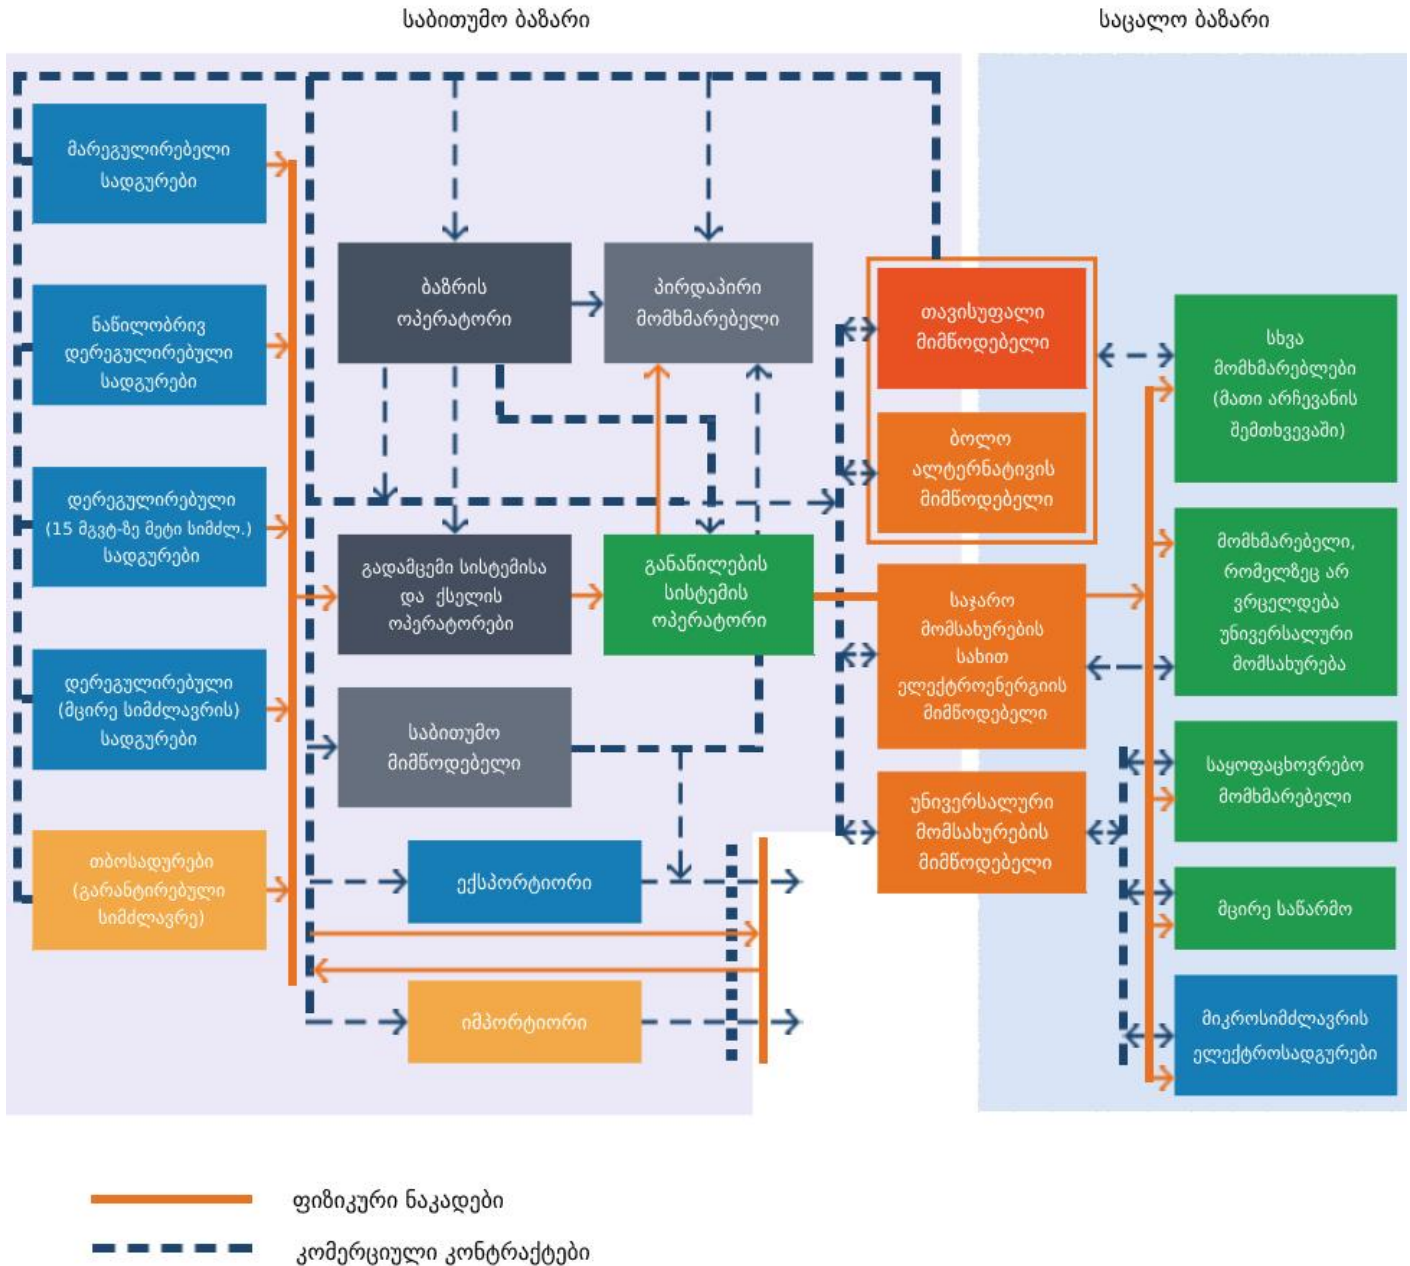 საბითუმო ბაზარი
საცალო ბაზარი
მარეგულირებელი
სადგურები
ნაწილობრივ
დერეგულირებული
სადგურები
დერეგულირებული
(15 მგვტ-ზე მეტი სიმძლ.)
სადგურები
დერეგულირებული
(მცირე სიმძლავრის)
სადგურები
თბოსადურები
(გარანტირებული
სიმძლავრე)
ბაზრის
ოპერატორი
პირდაპირი
მომხმარებელი
გადამცემი სისტემისა
და ქსელის
ოპერატორები
განაწილების
სისტემის
ოპერატორი
საბითუმო
მიმწოდებელი
ექსპორტიორი
იმპორტიორი
თავისუფალი
მიმწოდებელი
ბოლო
ალტერნატივის
მიმწოდებელი
საჯარო
მომსახურების
სახით
ელექტროენერგიის
მიმწოდებელი
უნივერსალური
მომსახურების
მიმწოდებელი
სხვა
მომხმარებლები
(მათი არჩევანის
შემთხვევაში)
მომხმარებელი,
რომელზეც არ
ვრცელდება
უნივერსალური
მომსახურება
საყოფაცხოვრებო
მომხმარებელი
მცირე საწარმო
მიკროსიმძლავრის
ელექტროსადგურები
ფიზიკური ნაკადები
კომერციული კონტრაქტები